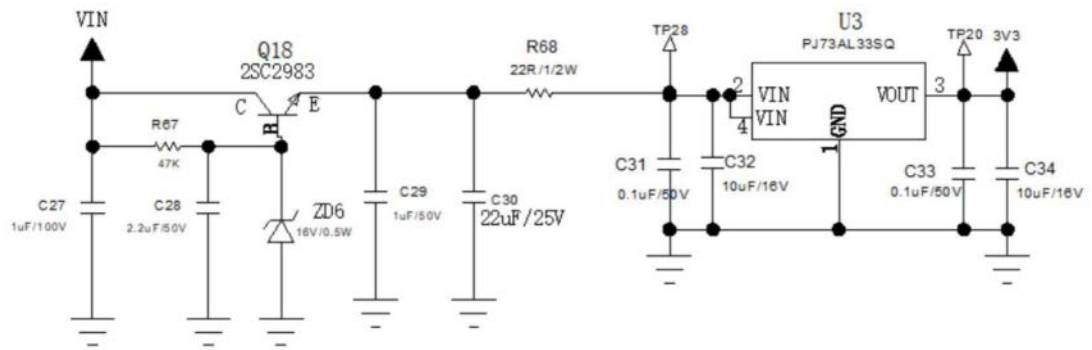 VIN
Q18
2SC2983
C
E
B
R67
47K
C27
1uF/100V
C28
2.2uF/50V
ZD6
16V/0.5W
C29
1uF/50V
C30
22uF/25V
R68
22R/1/2W
TP28
U3
PJ73AL33SQ
2
VIN
4
VIN
VOUT
3
1
GND
TP20
3V3
C31
0.1uF/50V
C32
10uF/16V
C33
0.1uF/50V
C34
10uF/16V